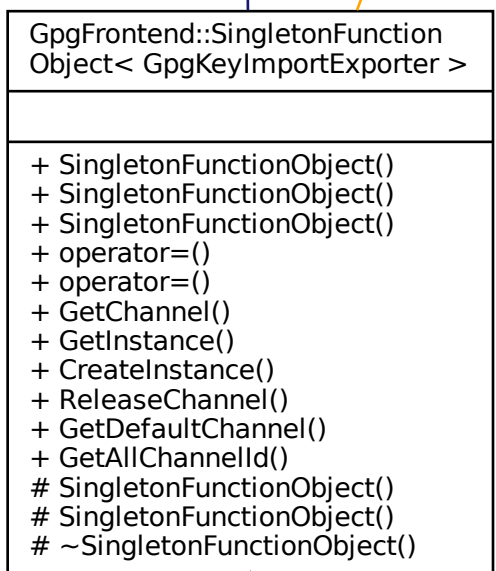 GpgFrontend::SingletonFunction
Object< GpgKeyImportExporter >
+ SingletonFunctionObject()
+ SingletonFunctionObject()
+ SingletonFunctionObject()
+ operator=()
+ operator=()
+ GetChannel()
+ GetInstance()
+ CreateInstance()
+ ReleaseChannel()
+ GetDefaultChannel()
+ GetAllChannelId()
# SingletonFunctionObject()
# SingletonFunctionObject()
# ~SingletonFunctionObject()